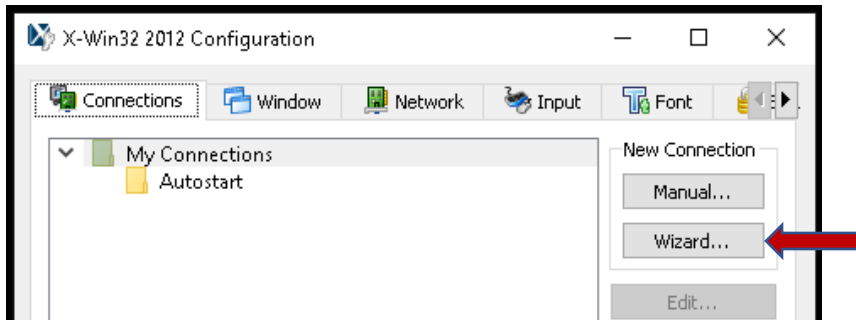 X-Win32 2012 Configuration
Connections Window Network Input Font
My Connections
Autostart
New Connection
Manual...
Wizard...
Edit...